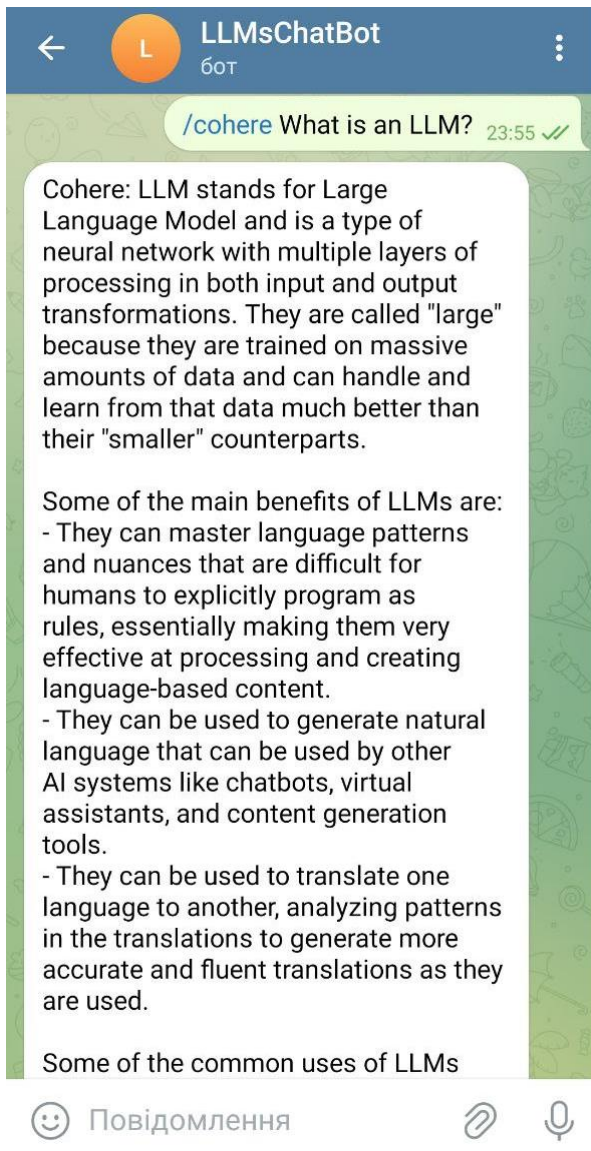 L
LLMsChatBot
бот
/cohere What is an LLM? 23:55
Cohere: LLM stands for Large
Language Model and is a type of
neural network with multiple layers of
processing in both input and output
transformations. They are called "large"
because they are trained on massive
amounts of data and can handle and
learn from that data much better than
their "smaller" counterparts.
Some of the main benefits of LLMs are:
- They can master language patterns
and nuances that are difficult for
humans to explicitly program as
rules, essentially making them very
effective at processing and creating
language-based content.
- They can be used to generate natural
language that can be used by other
AI systems like chatbots, virtual
assistants, and content generation
tools.
- They can be used to translate one
language to another, analyzing patterns
in the translations to generate more
accurate and fluent translations as they
are used.
Some of the common uses of LLMs
Повідомлення